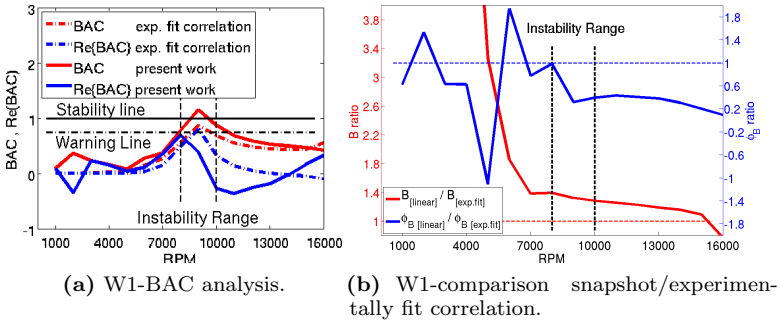 BAC exp. fit correlation
Re{BAC} exp. fit correlation
BAC present work
Re{BAC} present work
Stability line
Warning Line
Instability Range
BAC , Re{BAC}
3
2
1
0
-1
1000 4000 7000 10000 13000 16000
RPM
(a) W1-BAC analysis.
Instability Range
B ratio
3.8
3.4
3
2.6
2.2
1.8
1.4
1
ϕB ratio
1.8
1.4
1
0.6
0.2
-0.2
-0.6
-1
-1.4
-1.8
B[linear] / B[exp.fit]
ϕB [linear] / ϕB [exp.fit]
1000 4000 7000 10000 13000 16000
RPM
(b) W1-comparison snapshot/experimen-
tally fit correlation.